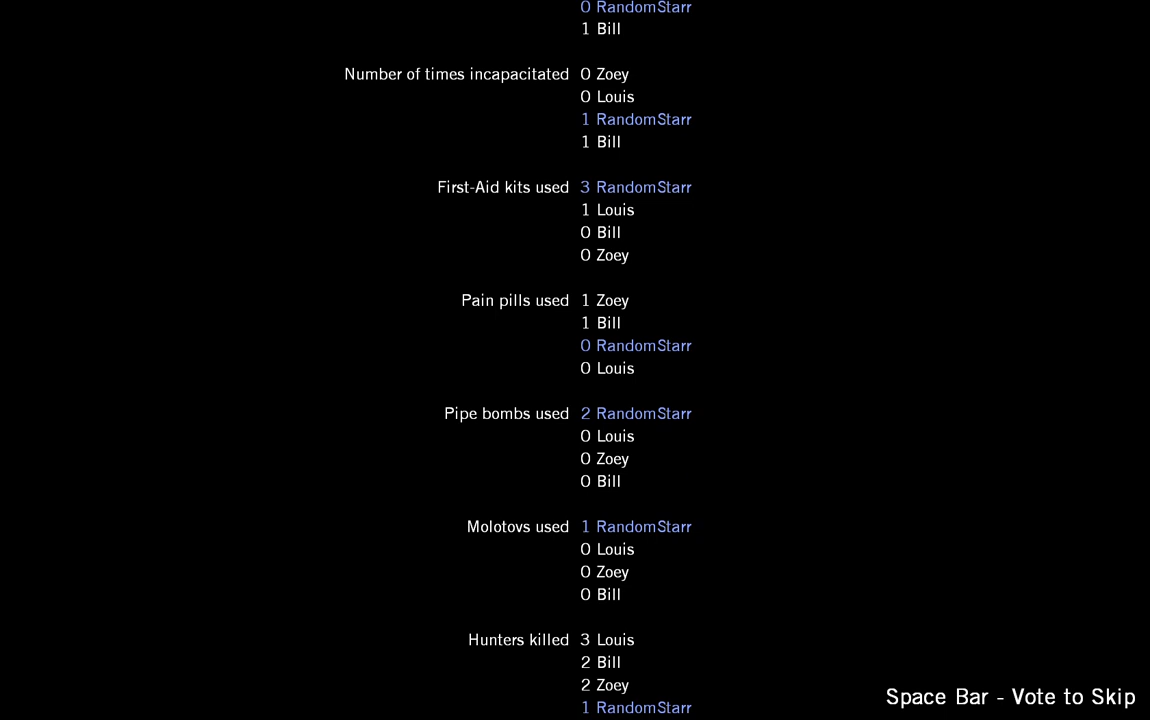 0 RandomStarr
1 Bill
Number of times incapacitated 0 Zoey
0 Louis
1 RandomStarr
1 Bill
First-Aid kits used 3 RandomStarr
1 Louis
0 Bill
0 Zoey
Pain pills used 1 Zoey
1 Bill
0 RandomStarr
0 Louis
Pipe bombs used 2 RandomStarr
0 Louis
0 Zoey
0 Bill
Molotovs used 1 RandomStarr
0 Louis
0 Zoey
0 Bill
Hunters killed 3 Louis
2 Bill
2 Zoey
1 RandomStarr
Space Bar - Vote to Skip